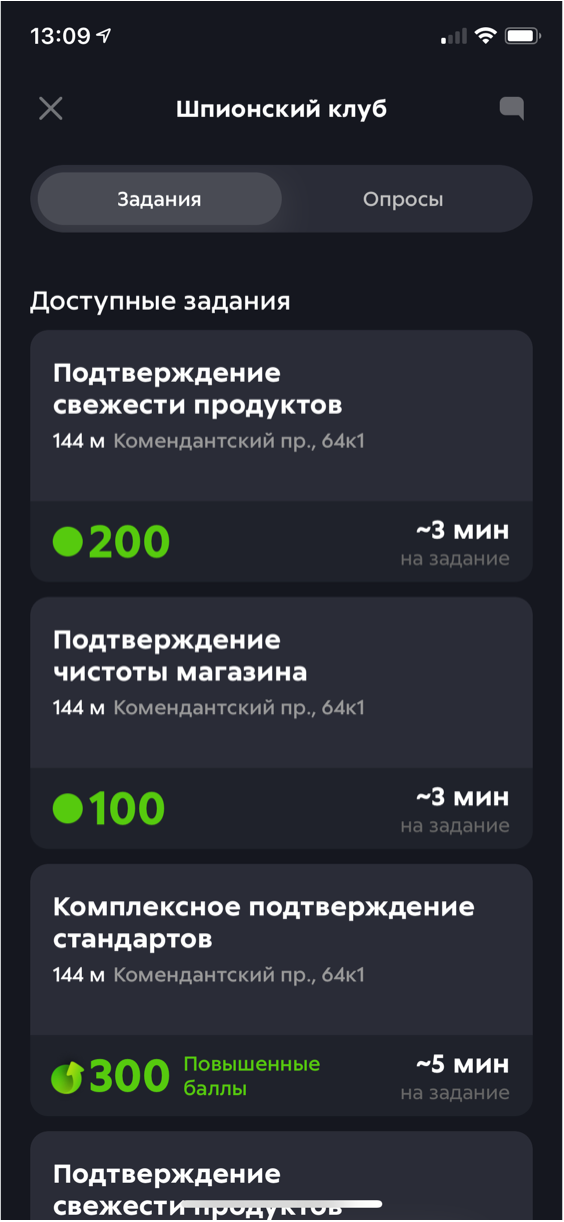 13:09
Шпионский клуб
Задания
Опросы
Доступные задания
Подтверждение
свежести продуктов
144 м Комендантский пр., 64к1
200
~3 мин
на задание
Подтверждение
чистоты магазина
144 м Комендантский пр., 64к1
100
~3 мин
на задание
Комплексное подтверждение
стандартов
144 м Комендантский пр., 64к1
300
Повышенные
баллы
~5 мин
на задание
Подтверждение
свежести продуктов